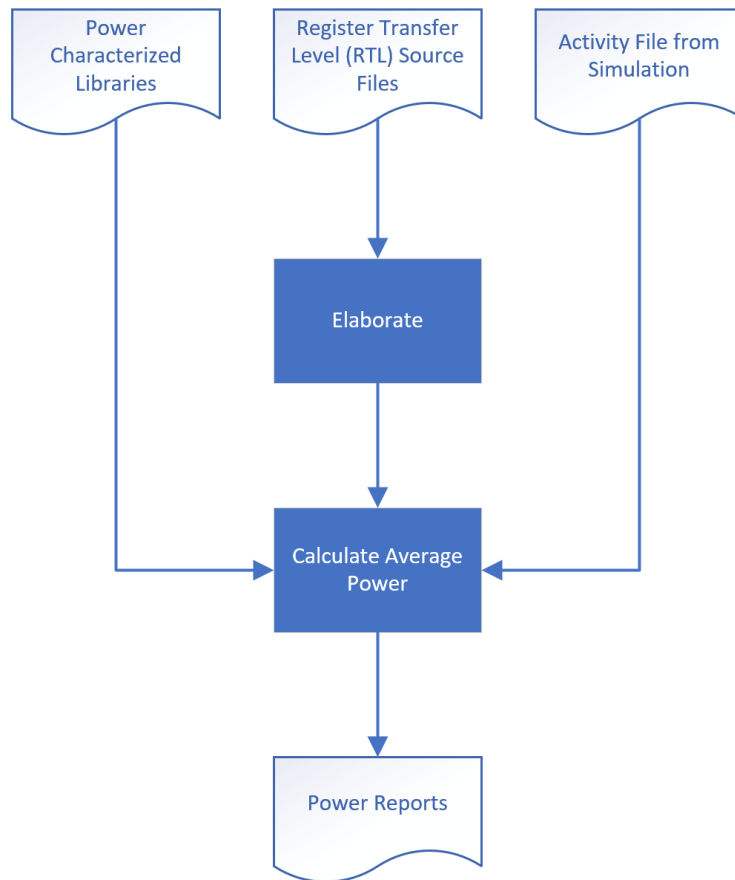 Power
Characterized
Libraries
Register Transfer
Level (RTL) Source
Files
Activity File from
Simulation
Elaborate
Calculate Average
Power
Power Reports